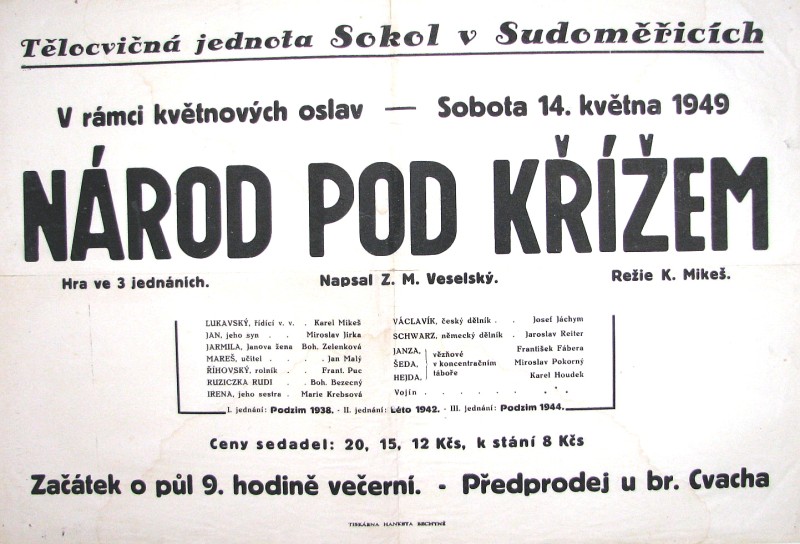 Tělocvičná jednota Sokol v Sudoměřicích
V rámci květnových oslav — Sobota 14. května 1949
NÁROD POD KŘÍŽEM
Hra ve 3 jednáních. Napsal Z. M. Veselský. Režie K. Mikeš.
LUKAVSKÝ, řídící v. v. . Karel Mikeš
JAN, jeho syn . . . Miroslav Jirka
JARMILA, Janova žena Boh. Zelenková
MAREŠ, učitel . . . . . Jan Malý
ŘÍHOVSKÝ, rolník . . Frant. Puc
RUZICZKA RUDI . . Boh. Bezecný
IRENA, jeho sestra . Marie Krebsová
VÁCLAVÍK, český dělník . . Josef Jáchym
SCHWARZ, německý dělník . Jaroslav Reiter
JANZA, František Fábera
ŠEDA, Miroslav Pokorný
HEJDA, Karel Houdek
vězňové
v koncentračním
táboře
Vojín . . . . . . . . .
I. jednání: Podzim 1938. - II. jednání: Léto 1942. - III. jednání: Podzim 1944.
Ceny sedadel: 20, 15, 12 Kčs, k stání 8 Kčs
Začátek o půl 9. hodině večerní. - Předprodej u br. Cvacha
TISKÁRNA HANKETA BECHYNĚ